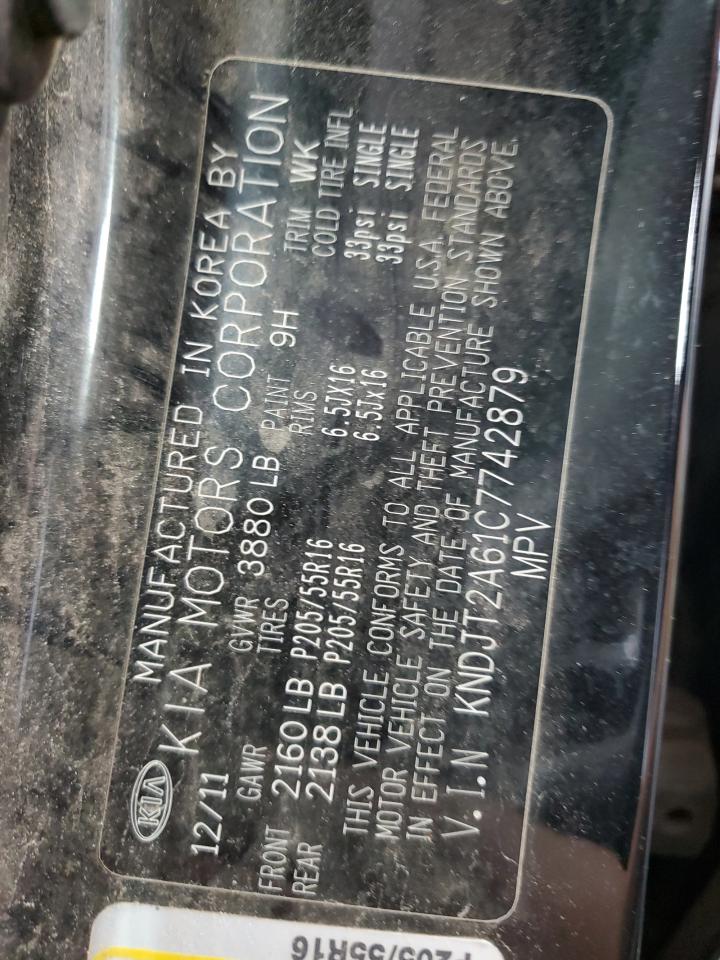 KIA
MANUFACTURED IN KOREA BY
KIA MOTORS CORPORATION
12/11 GVWR 3880 LB PAINT 9H TRIM WK
GAWR TIRES RIMS COLD TIRE INFL
FRONT 2160 LB P205/55R16 6.5JX16 33psi SINGLE
REAR 2138 LB P205/55R16 6.5Jx16 33psi SINGLE
THIS VEHICLE CONFORMS TO ALL APPLICABLE U.S.A. FEDERAL
MOTOR VEHICLE SAFETY AND THEFT PREVENTION STANDARDS
IN EFFECT ON THE DATE OF MANUFACTURE SHOWN ABOVE.
V.I.N KNDJT2A61C7742879
MPV
P205/55R16